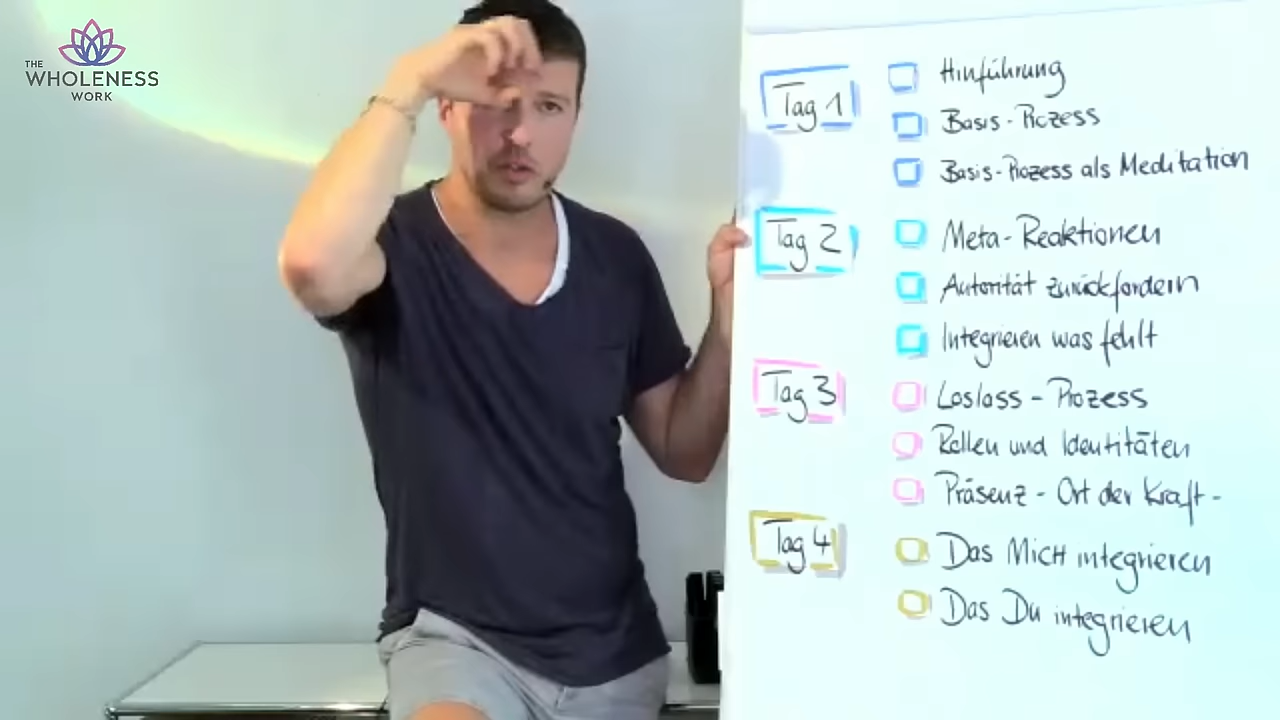 THE
WHOLENESS
WORK
Tag 1
Hinführung
Basis-Prozess
Basis-Prozess als Meditation
Tag 2
Meta-Reaktionen
Autorität zurückfordern
Integrieren was fehlt
Tag 3
Loslass-Prozess
Rollen und Identitäten
Präsenz - Ort der Kraft -
Tag 4
Das Mich integrieren
Das Du integrieren